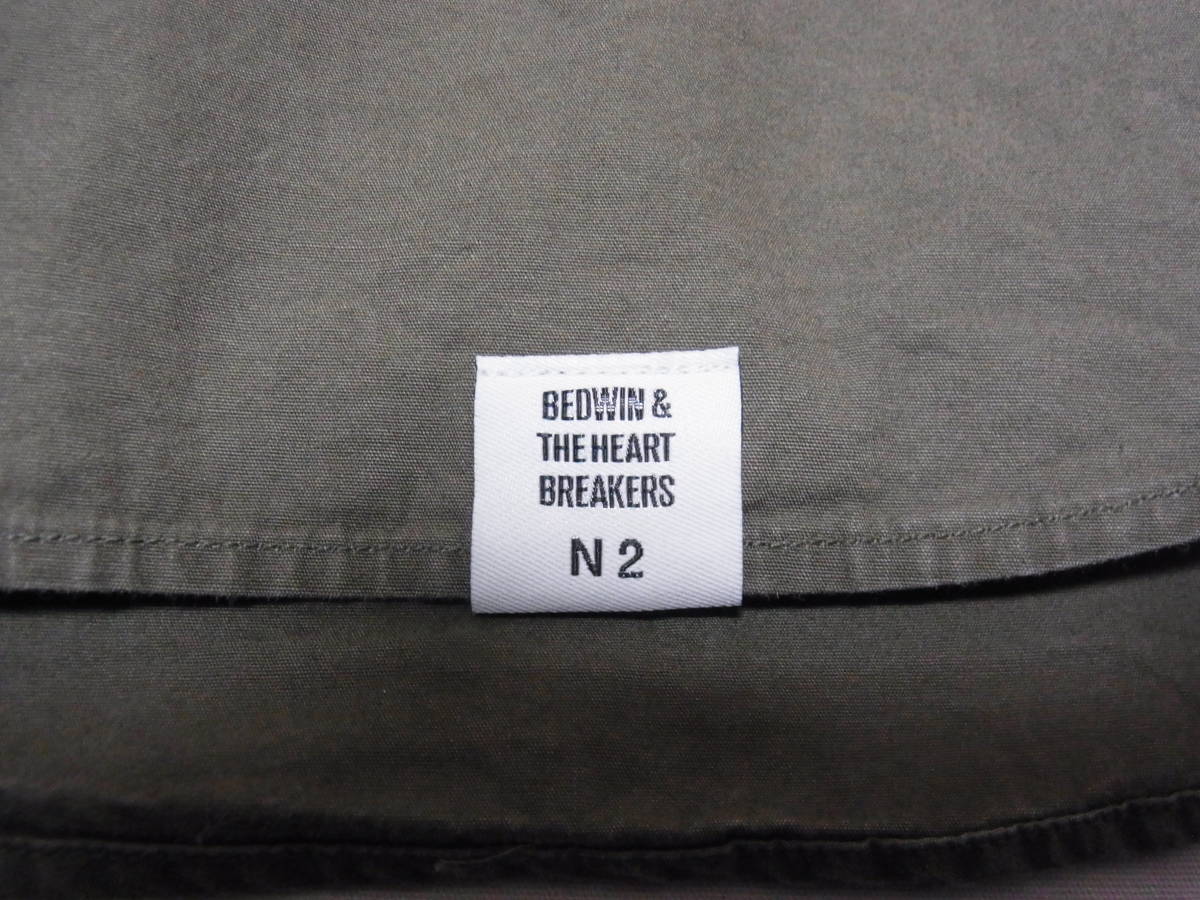 BEDWIN &
THE HEART
BREAKERS
N 2